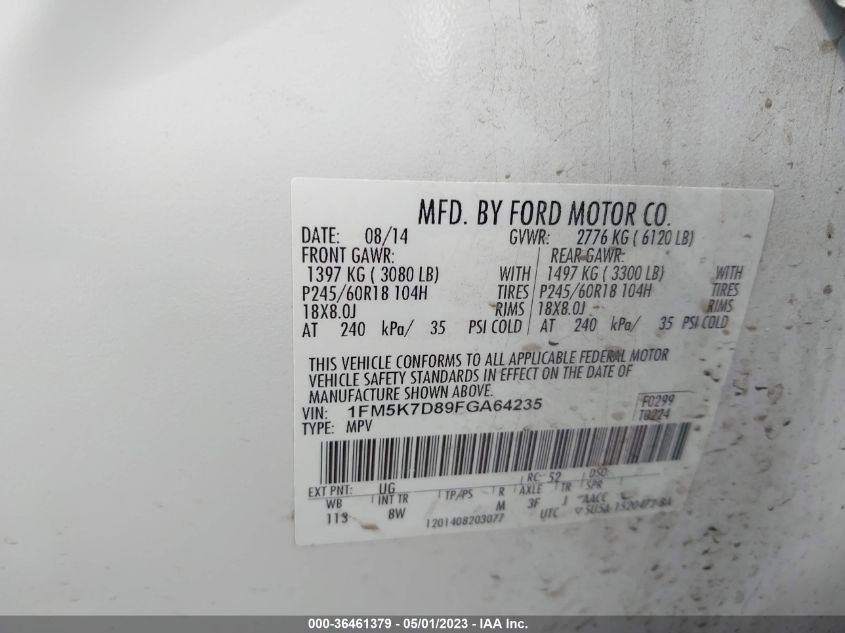 MFD. BY FORD MOTOR CO.
DATE: 08/14 GVWR: 2776 KG ( 6120 LB)
FRONT GAWR: REAR GAWR:
1397 KG ( 3080 LB) WITH 1497 KG ( 3300 LB) WITH
P245/60R18 104H TIRES P245/60R18 104H TIRES
18X8.0J RIMS 18X8.0J RIMS
AT 240 kPa/ 35 PSI COLD AT 240 kPa/ 35 PSI COLD
THIS VEHICLE CONFORMS TO ALL APPLICABLE FEDERAL MOTOR
VEHICLE SAFETY STANDARDS IN EFFECT ON THE DATE OF
MANUFACTURE SHOWN ABOVE.
VIN: 1FM5K7D89FGA64235 F0299
TYPE: MPV T0224
EXT PNT: UG RC: 52 DSO:
WB INT TR TP/PS R AXLE TR SPR
113 8W M 3F J AACC
1201408203077 UTC
000-36461379 - 05/01/2023 - IAA Inc.